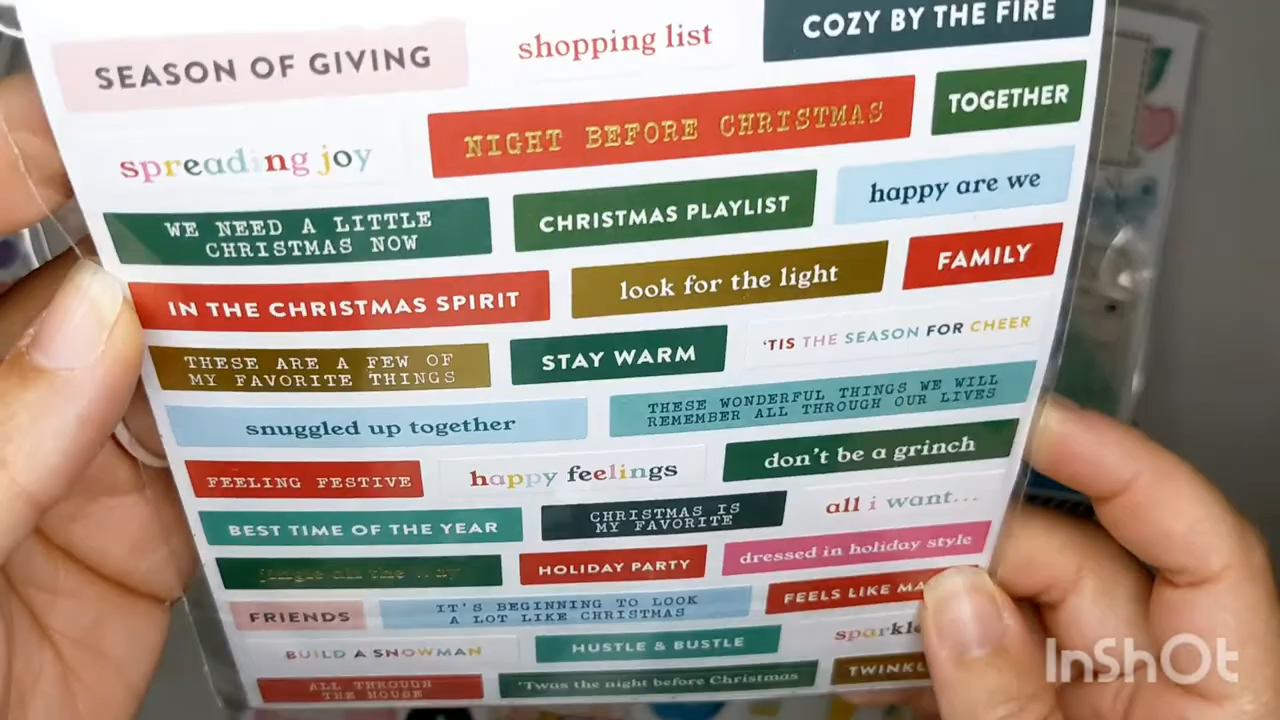 COZY BY THE FIRE
SEASON OF GIVING
shopping list
NIGHT BEFORE CHRISTMAS
TOGETHER
spreading joy
WE NEED A LITTLE
CHRISTMAS NOW
CHRISTMAS PLAYLIST
happy are we
IN THE CHRISTMAS SPIRIT
look for the light
FAMILY
THESE ARE A FEW OF
MY FAVORITE THINGS
STAY WARM
'TIS THE SEASON FOR CHEER
snuggled up together
THESE WONDERFUL THINGS WE WILL
REMEMBER ALL THROUGH OUR LIVES
FEELING FESTIVE
happy feelings
don't be a grinch
BEST TIME OF THE YEAR
CHRISTMAS IS
MY FAVORITE
all i want...
jingle all the way
HOLIDAY PARTY
dressed in holiday style
FRIENDS
IT'S BEGINNING TO LOOK
A LOT LIKE CHRISTMAS
FEELS LIKE
BUILD A SNOWMAN
HUSTLE & BUSTLE
ALL THROUGH
THE HOUSE
'Twas the night before Christmas
InShOt